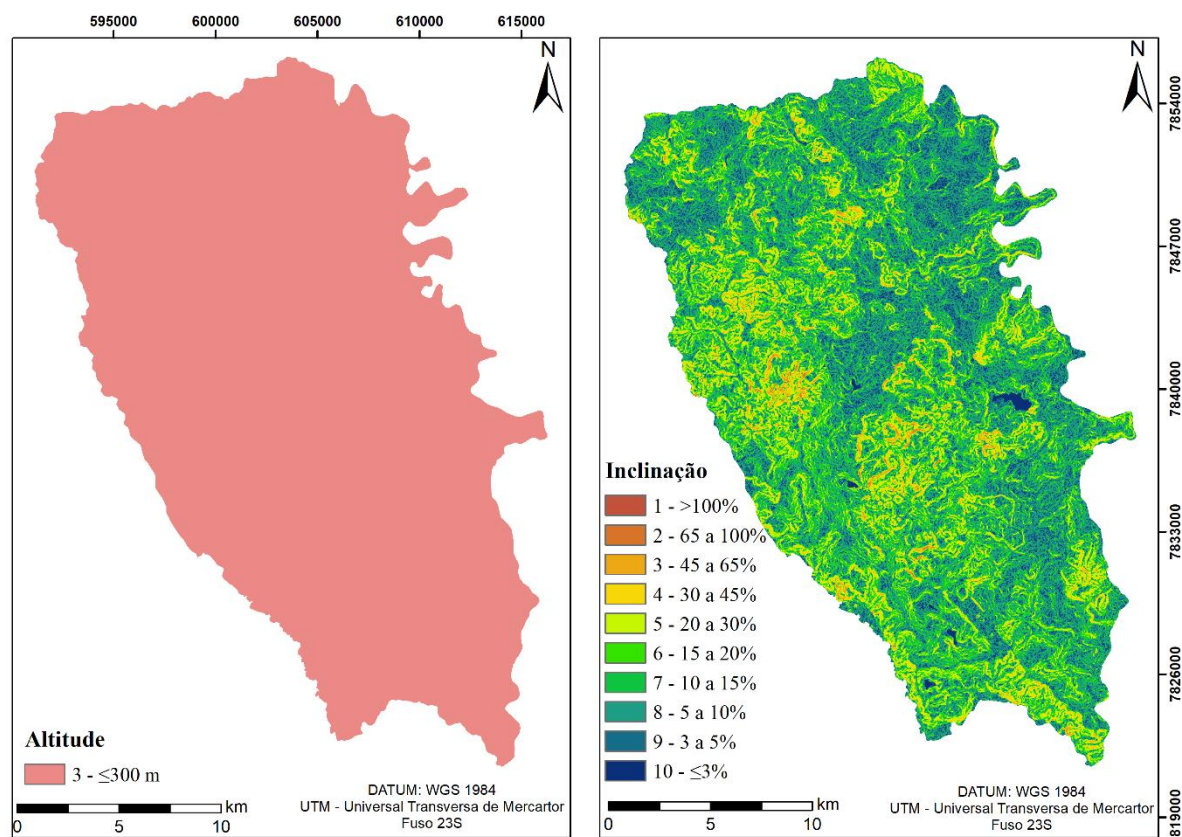 595000 600000 605000 610000 615000
N
Altitude
3 - ≤300 m
0 5 10 km
DATUM: WGS 1984
UTM - Universal Transversa de Mercartor
Fuso 23S
N
Inclinação
1 - >100%
2 - 65 a 100%
3 - 45 a 65%
4 - 30 a 45%
5 - 20 a 30%
6 - 15 a 20%
7 - 10 a 15%
8 - 5 a 10%
9 - 3 a 5%
10 - ≤3%
0 5 10 km
DATUM: WGS 1984
UTM - Universal Transversa de Mercartor
Fuso 23S
7854000
7847000
7840000
7833000
7826000
7819000